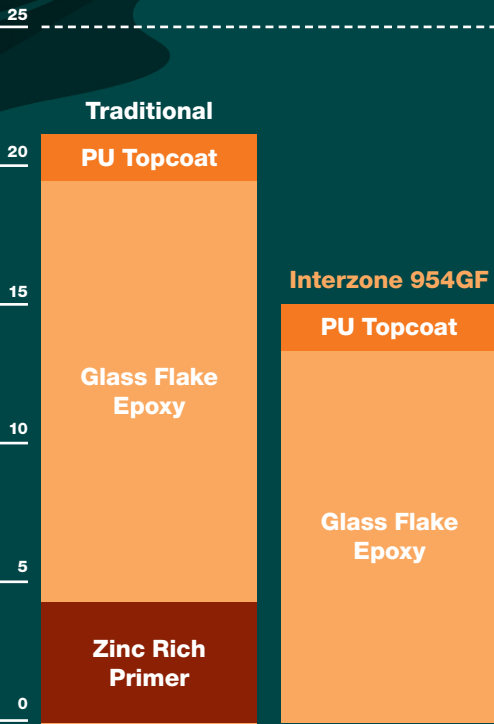 25
Traditional
20
PU Topcoat
Interzone 954GF
15
PU Topcoat
Glass Flake
Epoxy
10
Glass Flake
Epoxy
5
Zinc Rich
Primer
0